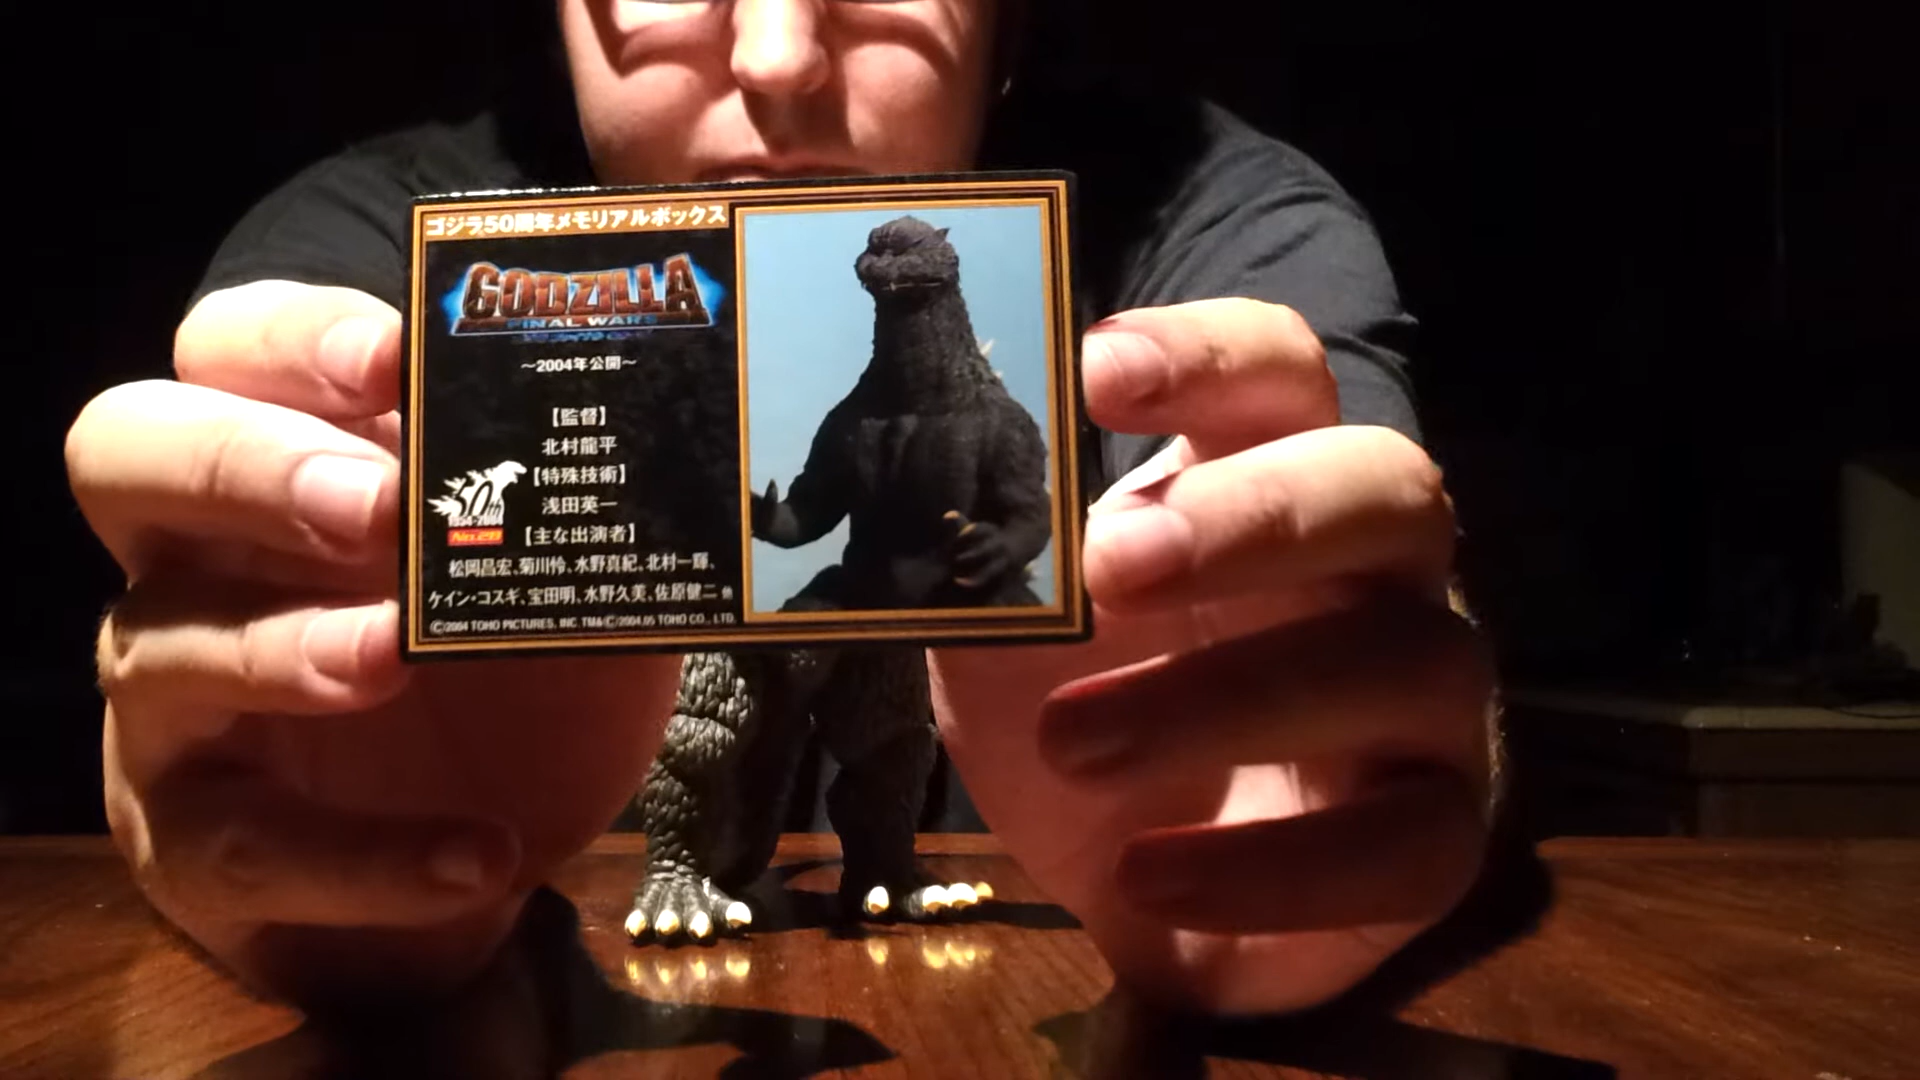 ゴジラ50周年メモリアルボックス
GODZILLA
FINAL WARS
~2004年公開~
【監督】
北村龍平
【特殊技術】
浅田英一
【主な出演者】
松岡昌宏、菊川怜、水野真紀、北村一輝、
ケイン・コスギ、宝田明、水野久美、佐原健二 他
50th
1954-2004
No.28
©2004 TOHO PICTURES, INC. TM&©2004,05 TOHO CO., LTD.